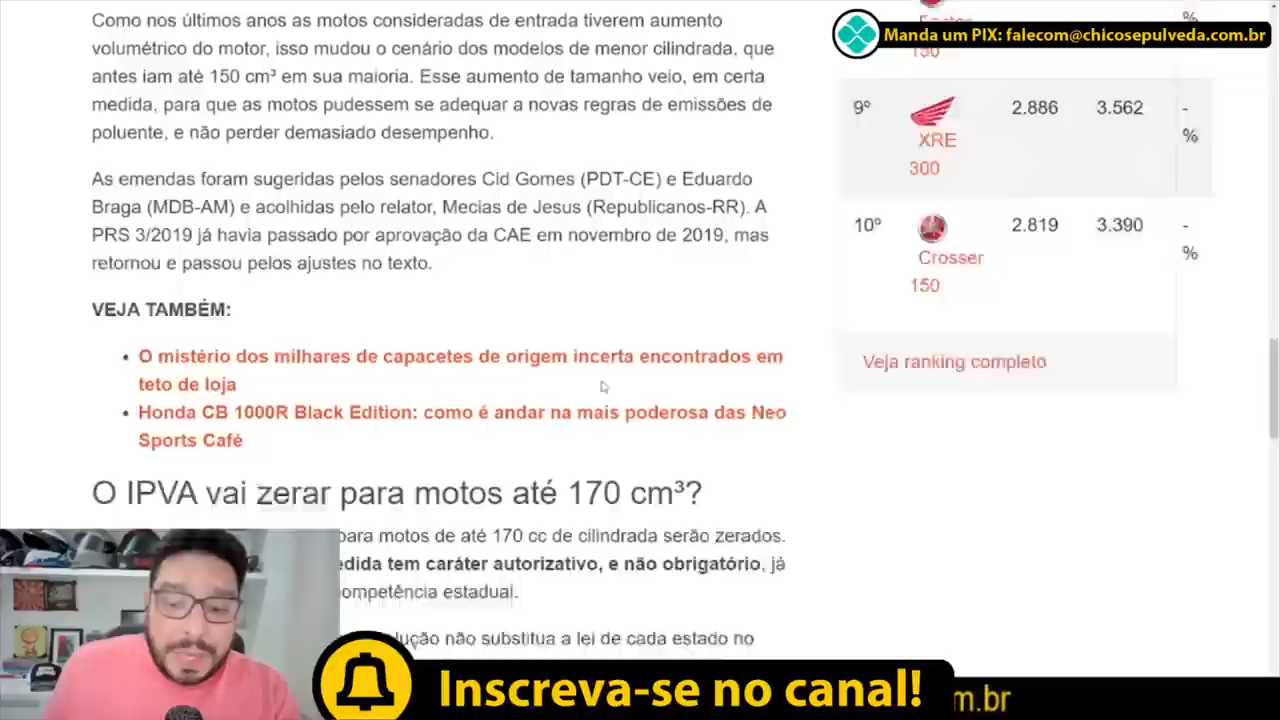 Como nos últimos anos as motos consideradas de entrada tiverem aumento
volumétrico do motor, isso mudou o cenário dos modelos de menor cilindrada, que
antes iam até 150 cm³ em sua maioria. Esse aumento de tamanho veio, em certa
medida, para que as motos pudessem se adequar a novas regras de emissões de
poluente, e não perder demasiado desempenho.
As emendas foram sugeridas pelos senadores Cid Gomes (PDT-CE) e Eduardo
Braga (MDB-AM) e acolhidas pelo relator, Mecias de Jesus (Republicanos-RR). A
PRS 3/2019 já havia passado por aprovação da CAE em novembro de 2019, mas
retornou e passou pelos ajustes no texto.
VEJA TAMBÉM:
• O mistério dos milhares de capacetes de origem incerta encontrados em
teto de loja
• Honda CB 1000R Black Edition: como é andar na mais poderosa das Neo
Sports Café
O IPVA vai zerar para motos até 170 cm³?
para motos de até 170 cc de cilindrada serão zerados.
edida tem caráter autorizativo, e não obrigatório, já
ompetência estadual.
lução não substitua a lei de cada estado no
Manda um PIX: falecom@chicosepulveda.com.br
%
150
9º 2.886 3.562 -
%
XRE
300
10º 2.819 3.390 -
%
Crosser
150
Veja ranking completo
Inscreva-se no canal!
m.br